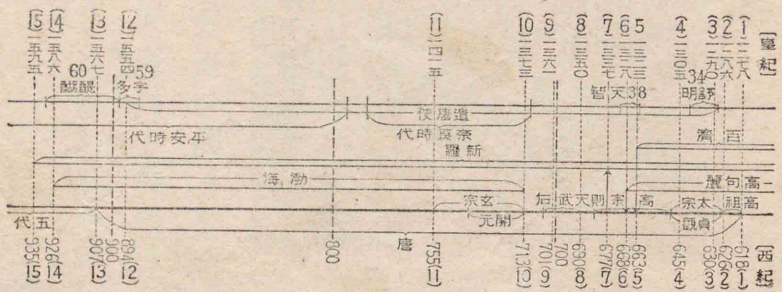 〔皇紀〕
(1) 一二七八
(2) 一二八六
(3) 一二九〇
(4) 一三〇五
(5) 一三二三
(6) 一三二八
(7) 一三三七
(8) 一三五〇
(9) 一三六一
(10) 一三七三
(11) 一四一五
(12) 一五五四
(13) 一五六七
(14) 一五八六
(15) 一五九五
34
舒明
38天智
59
宇多
60
醍醐
遣唐使
奈良時代
平安時代
百濟
新羅
高句麗
渤海
高祖
太宗
貞觀
高宗
則天武后
玄宗
開元
唐
五代
〔西紀〕
618(1)
626(2)
630(3)
645(4)
663(5)
668(6)
677(7)
690(8)
700
701(9)
713(10)
755(11)
800
894(12)
900
907(13)
926(14)
935(15)